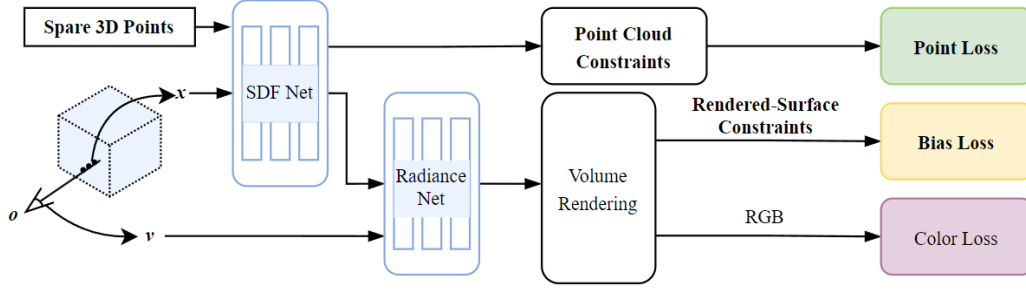 Spare 3D Points
SDF Net
Point Cloud
Constraints
Point Loss
x
Rendered-Surface
Constraints
Bias Loss
Radiance
Net
Volume
Rendering
RGB
Color Loss
o
v